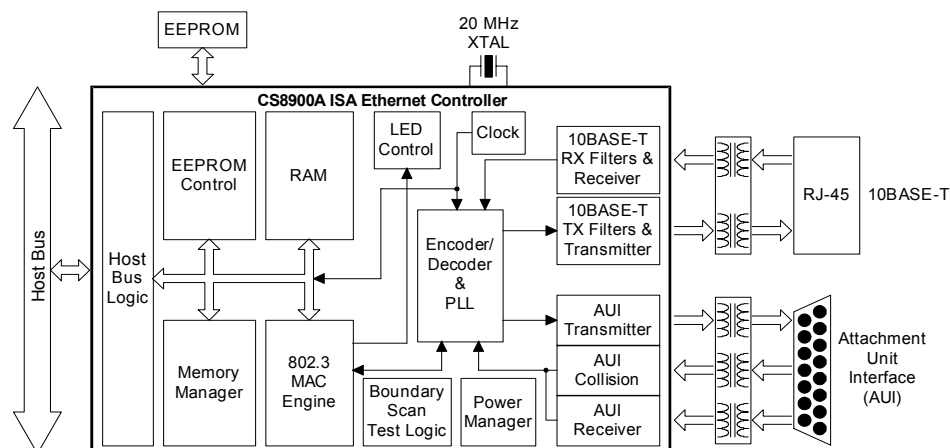 EEPROM
20 MHz
XTAL
CS8900A ISA Ethernet Controller
Host Bus
Host
Bus
Logic
EEPROM
Control
RAM
LED
Control
Clock
10BASE-T
RX Filters &
Receiver
10BASE-T
TX Filters &
Transmitter
RJ-45
10BASE-T
Encoder/
Decoder
&
PLL
Memory
Manager
802.3
MAC
Engine
Boundary
Scan
Test Logic
Power
Manager
AUI
Transmitter
AUI
Collision
AUI
Receiver
Attachment
Unit
Interface
(AUI)